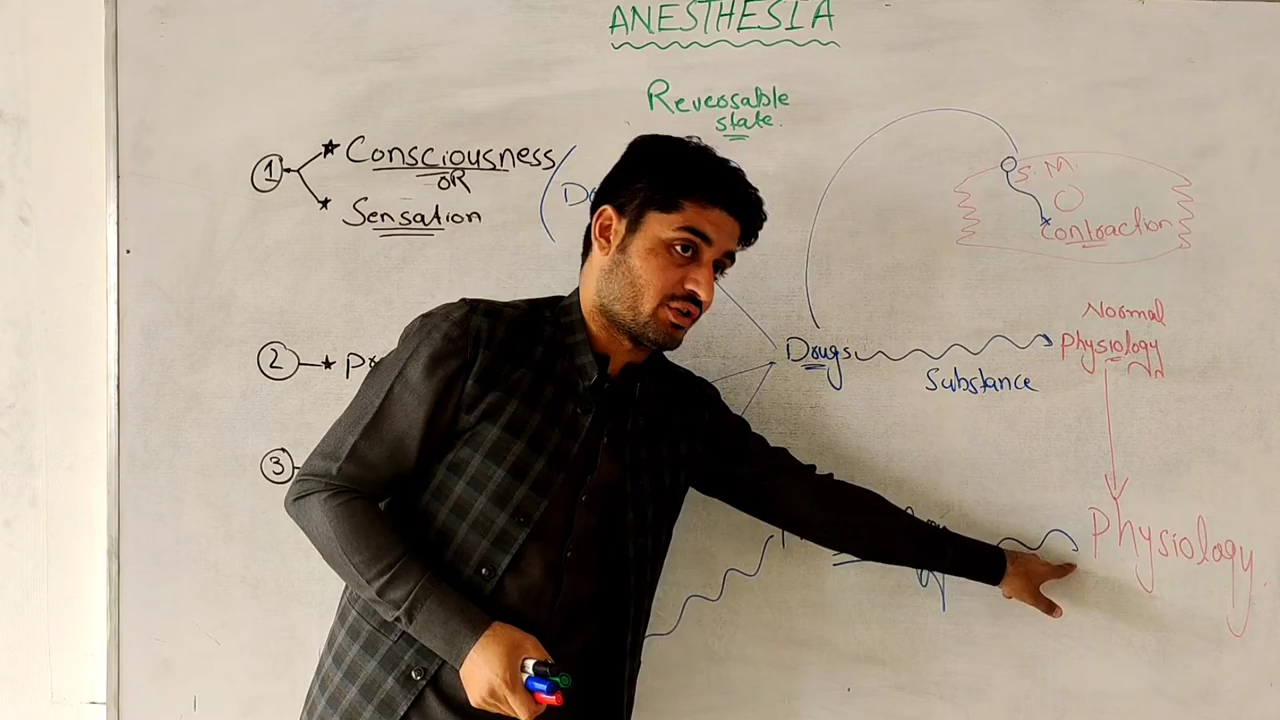 ANESTHESIA
Reversable
state.
① ★ Consciousness
OR
★ Sensation
S.M.
Contraction
② ★
③
Drugs
Substance
Normal
physiology
Physiology